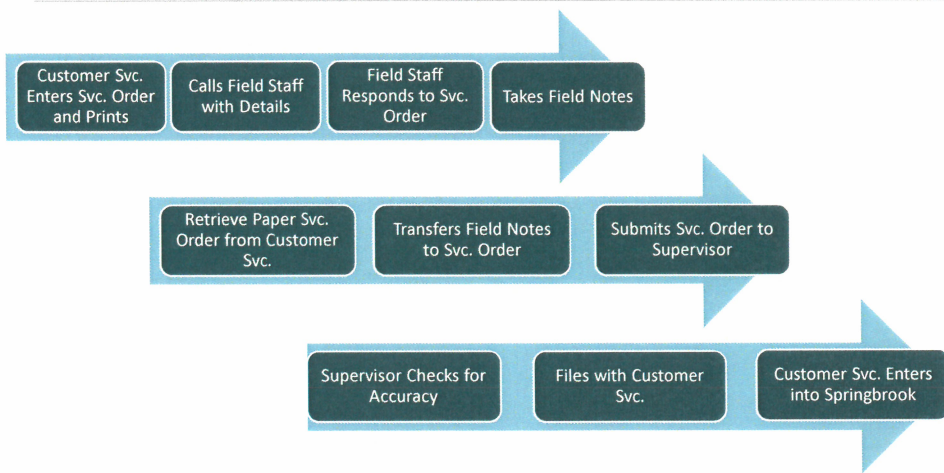 Customer Svc.
Enters Svc. Order
and Prints
Calls Field Staff
with Details
Field Staff
Responds to Svc.
Order
Takes Field Notes
Retrieve Paper Svc.
Order from Customer
Svc.
Transfers Field Notes
to Svc. Order
Submits Svc. Order to
Supervisor
Supervisor Checks for
Accuracy
Files with Customer
Svc.
Customer Svc. Enters
into Springbrook